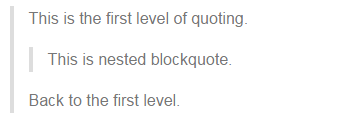 This is the first level of quoting.
This is nested blockquote.
Back to the first level.